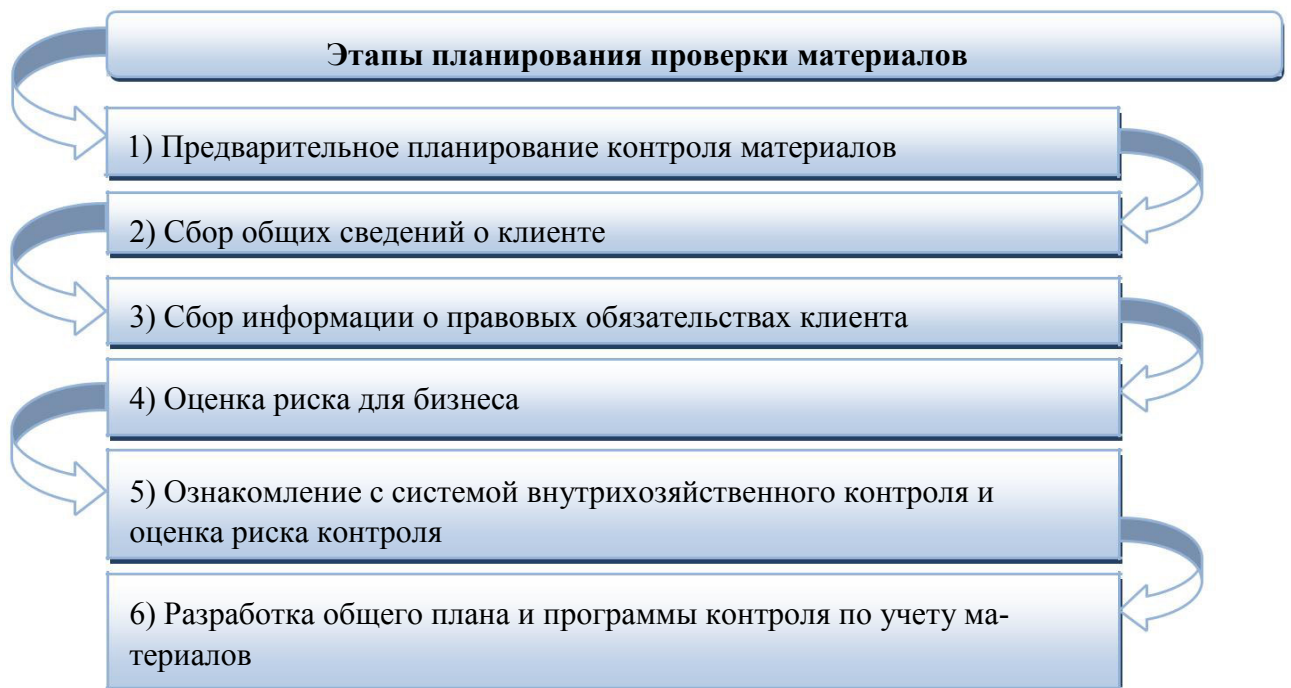 Этапы планирования проверки материалов
1) Предварительное планирование контроля материалов
2) Сбор общих сведений о клиенте
3) Сбор информации о правовых обязательствах клиента
4) Оценка риска для бизнеса
5) Ознакомление с системой внутрихозяйственного контроля и
оценка риска контроля
6) Разработка общего плана и программы контроля по учету ма-
териалов